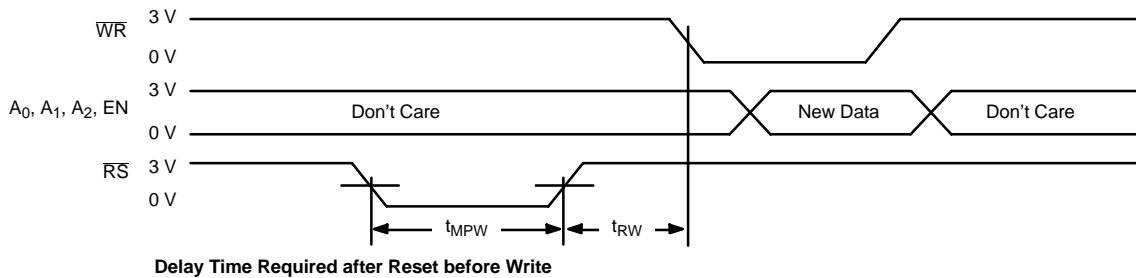 WR 3 V
0 V
A0, A1, A2, EN 3 V
Don't Care New Data Don't Care
0 V
RS 3 V
0 V
tMPW tRW
Delay Time Required after Reset before Write